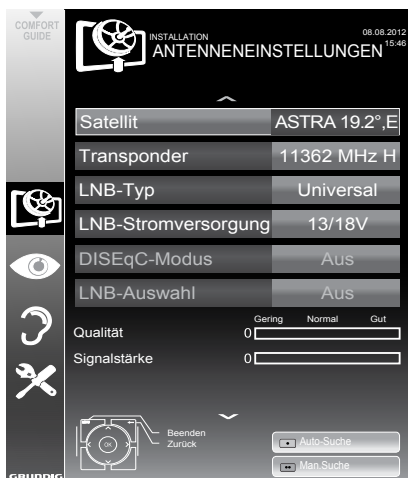 COMFORT
GUIDE
INSTALLATION
ANTENNENEINSTELLUNGEN
08.08.2012
15:46
Satellit ASTRA 19.2°,E
Transponder 11362 MHz H
LNB-Typ Universal
LNB-Stromversorgung 13/18V
DISEqC-Modus Aus
LNB-Auswahl Aus
Gering Normal Gut
Qualität 0
Signalstärke 0
Beenden
Zurück
OK
Auto-Suche
Man.Suche
GRUNDIG